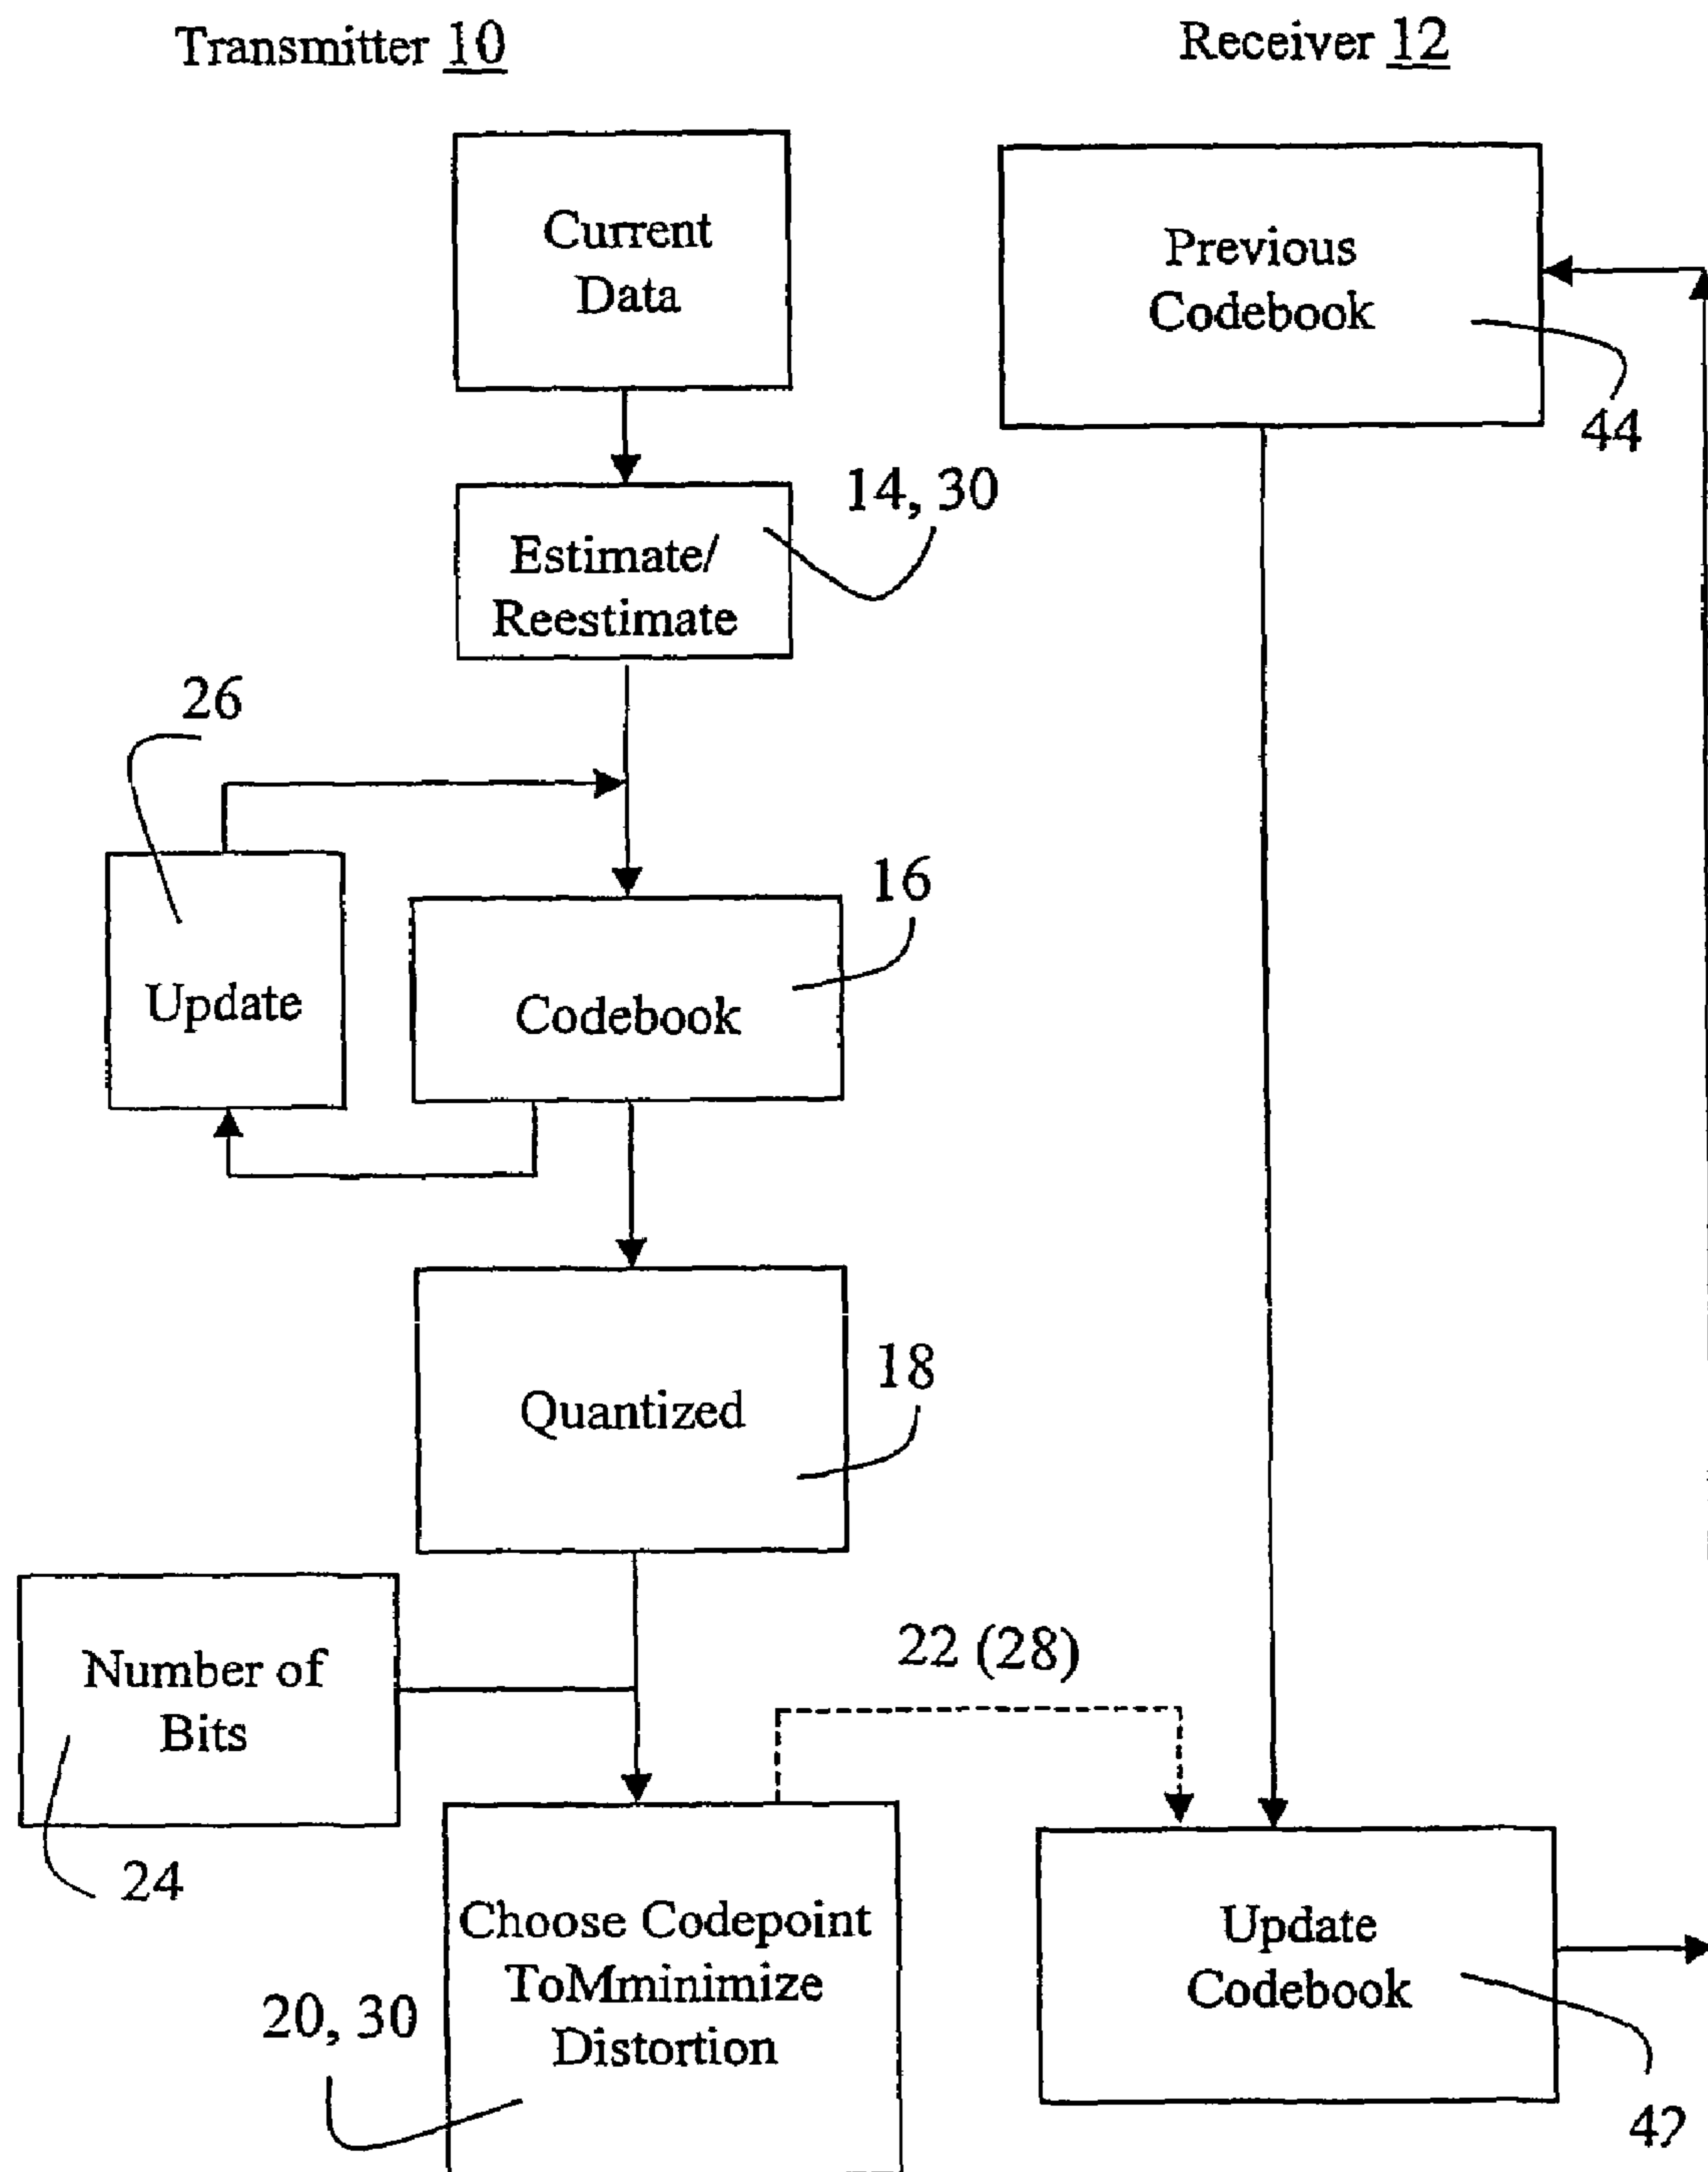 Transmitter 10
Receiver 12
Current
Data
Previous
Codebook
44
14, 30
Estimate/
Reestimate
26
16
Update
Codebook
18
Quantized
22 (28)
Number of
Bits
24
Choose Codepoint
ToMminimize
Distortion
20, 30
Update
Codebook
42